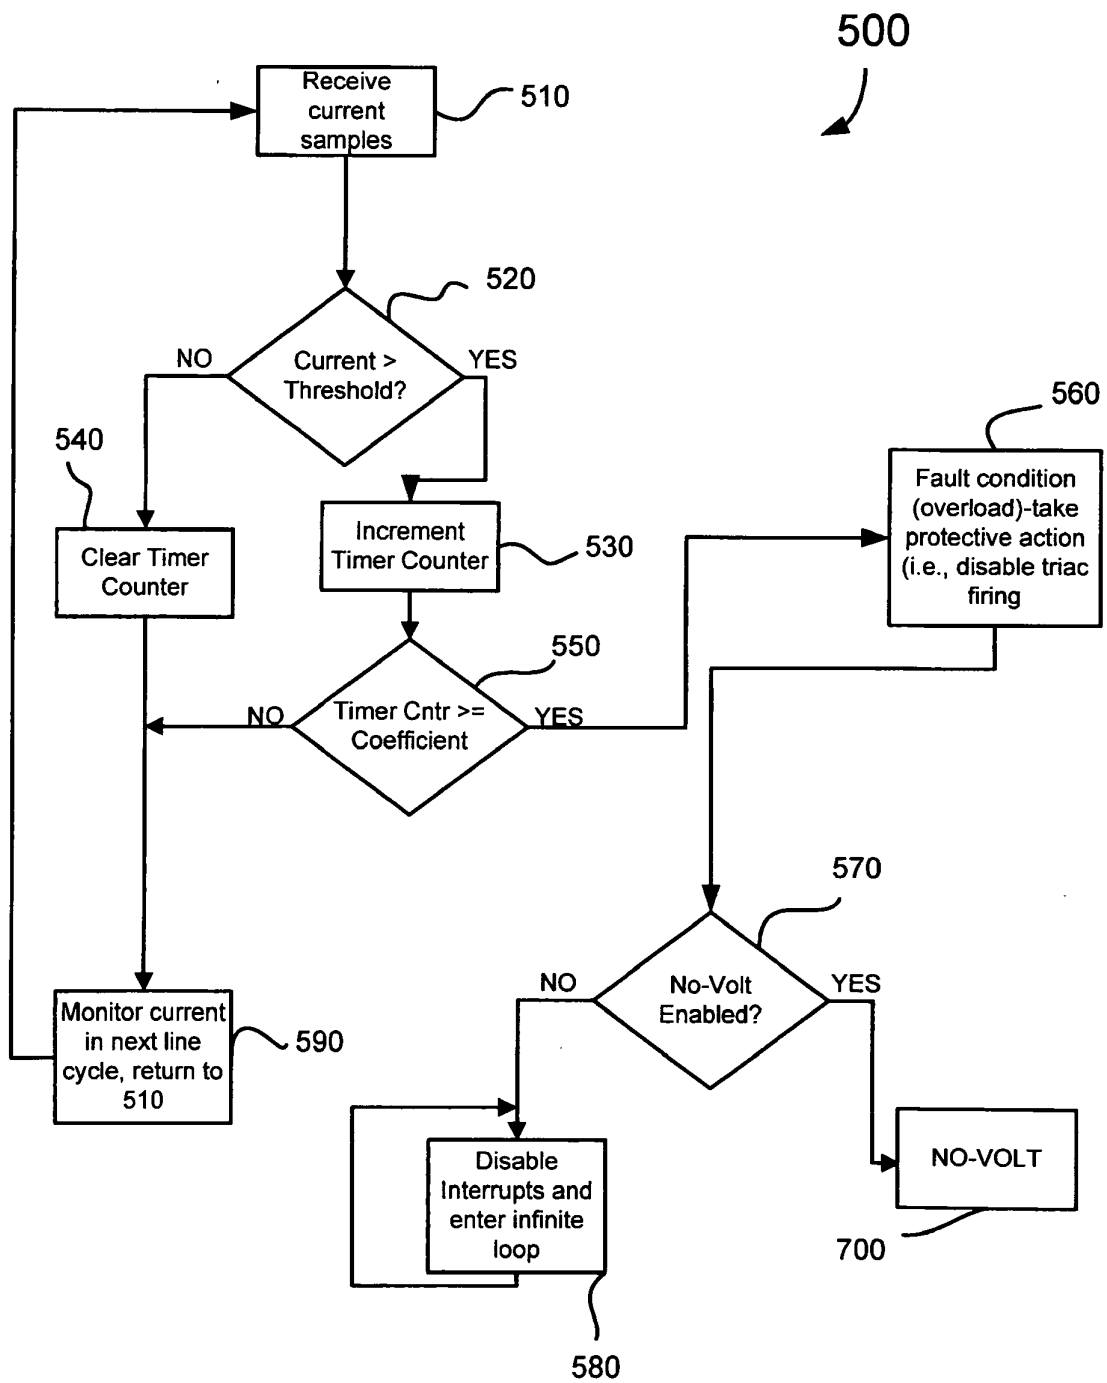 500
Receive
current
samples
510
520
NO
Current >
Threshold?
YES
540
Clear Timer
Counter
Increment
Timer Counter
530
560
Fault condition
(overload)-take
protective action
(i.e., disable triac
firing
550
NO
Timer Cntr >=
Coefficient
YES
570
NO
No-Volt
Enabled?
YES
Monitor current
in next line
cycle, return to
510
590
Disable
Interrupts and
enter infinite
loop
580
NO-VOLT
700